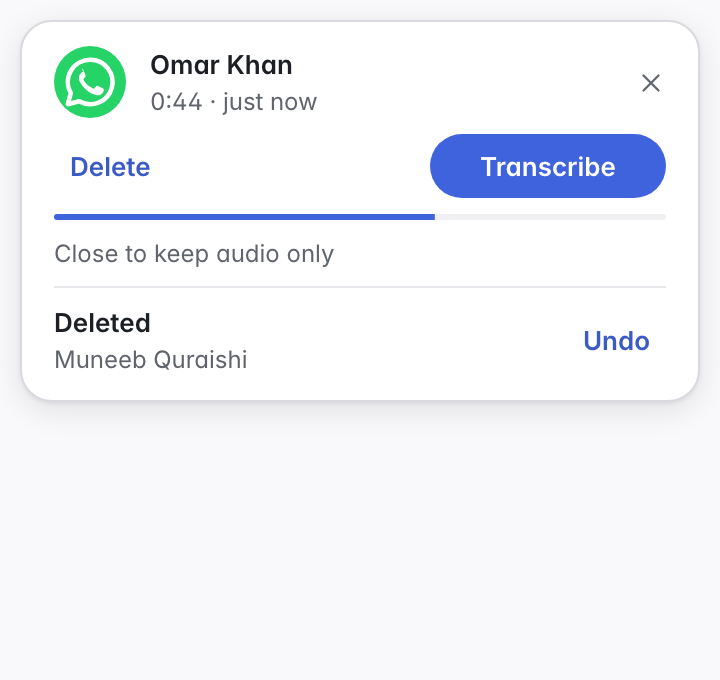 Omar Khan
0:44 · just now
Delete
Transcribe
Close to keep audio only
Deleted
Muneeb Quraishi
Undo